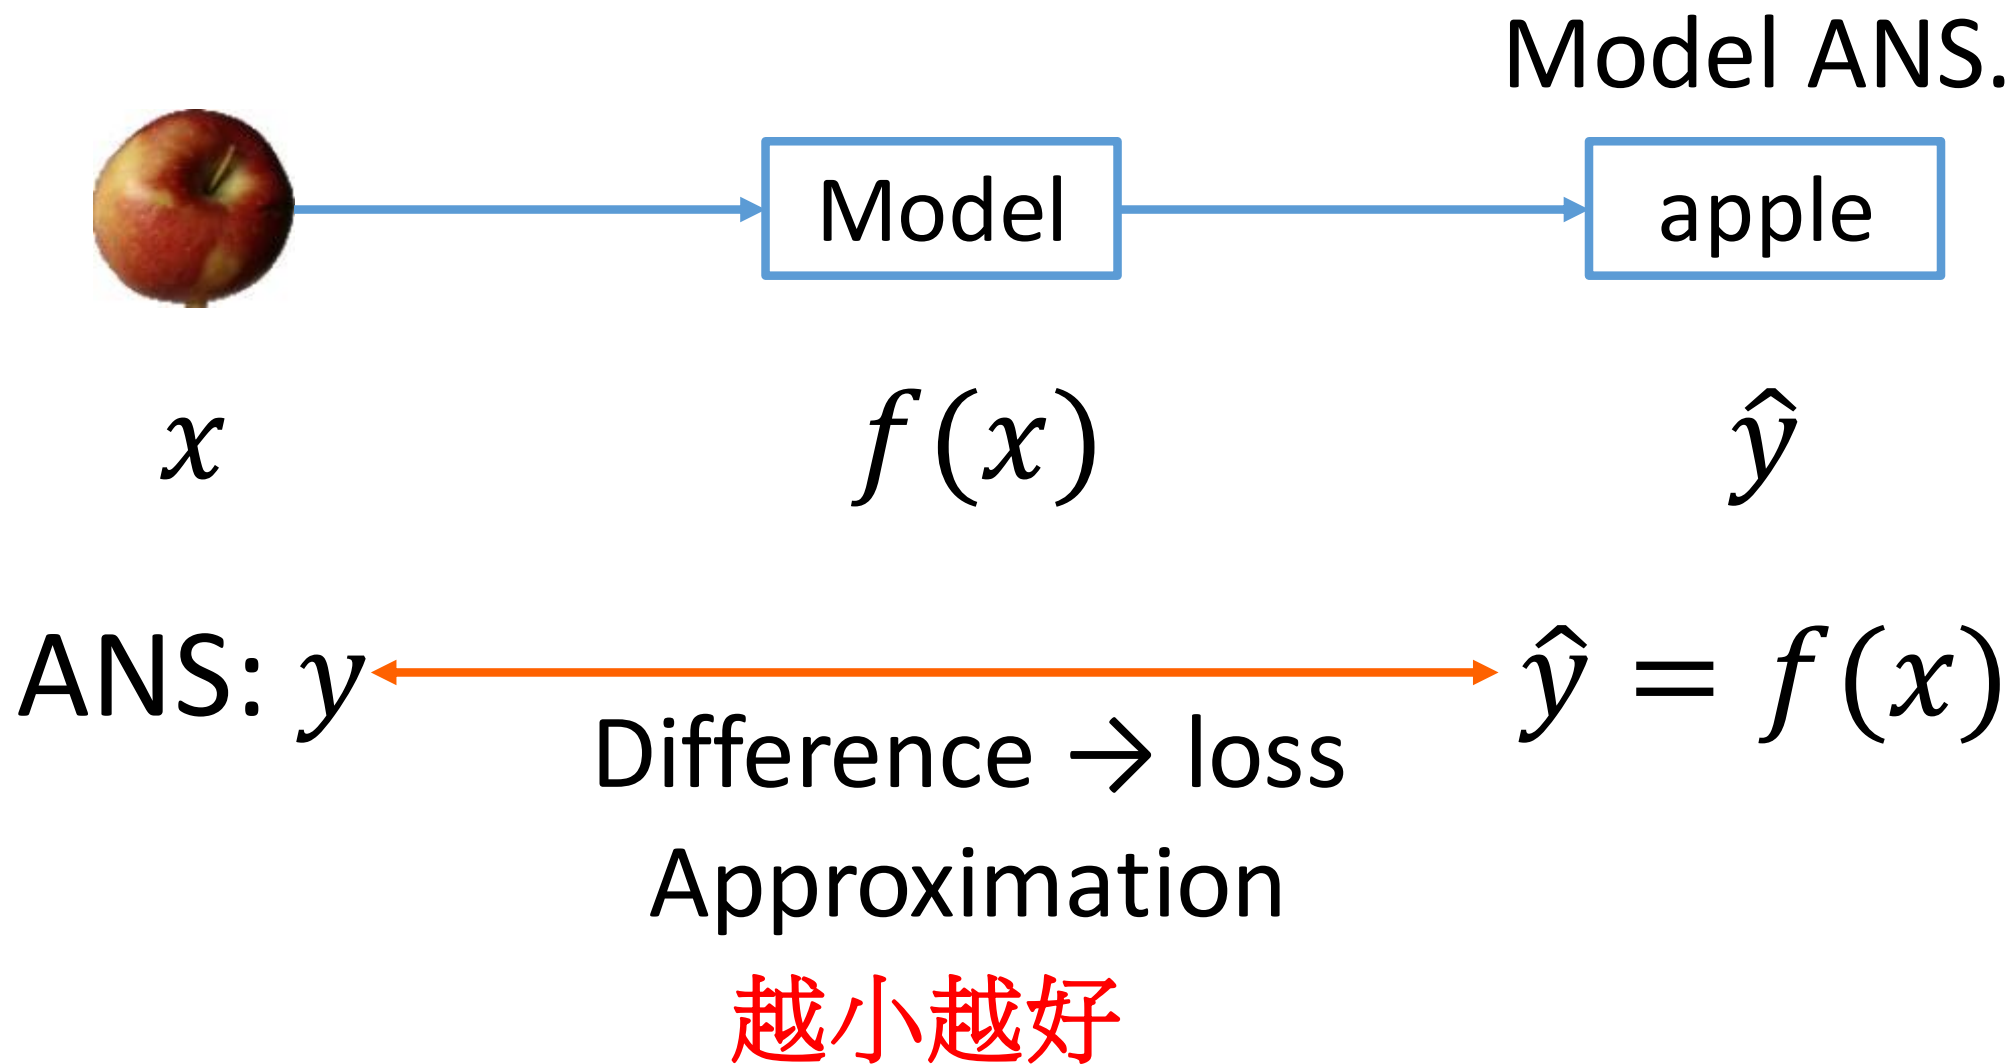 Model ANS.
Model
apple
x
f(x)
ŷ
ANS: y
ŷ = f(x)
Difference → loss
Approximation
越小越好